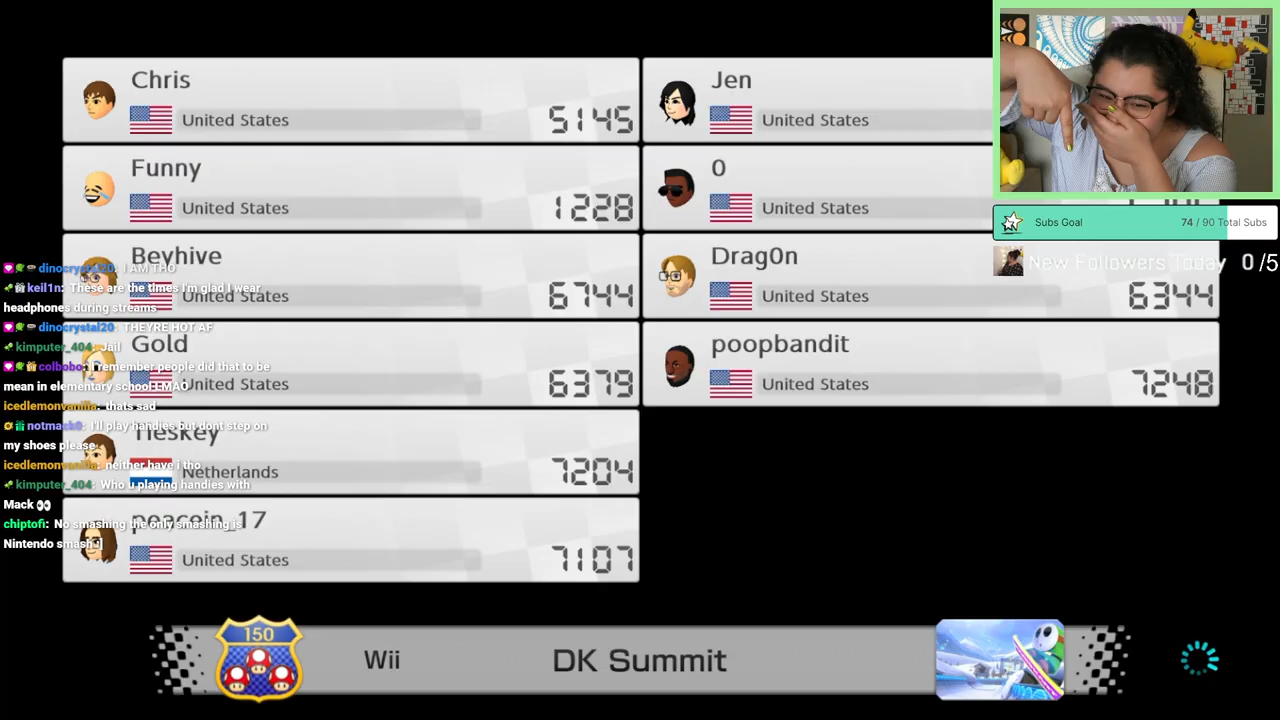 Chris
United States
5145
Jen
United States
Funny
United States
1228
0
United States
Beyhive
United States
6744
Drag0n
United States
6344
Gold
United States
6379
poopbandit
United States
7248
Heskey
Netherlands
7204
peacein_17
United States
7107
Subs Goal
74 / 90 Total Subs
New Followers Today 0 /5
dinocrystal20: I AM THO
keil1n: These are the times I'm glad I wear
headphones during streams
dinocrystal20: THEYRE HOT AF
kimputer_404: Jail
colbobo: I remember people did that to be
mean in elementary school LMAO
icedlemonvanilla: thats sad
notmack0: I'll play handies but dont step on
my shoes please
icedlemonvanilla: neither have i tho
kimputer_404: Who u playing handies with
Mack
chiptofi: No smashing the only smashing is
Nintendo smash :]
150
Wii
DK Summit